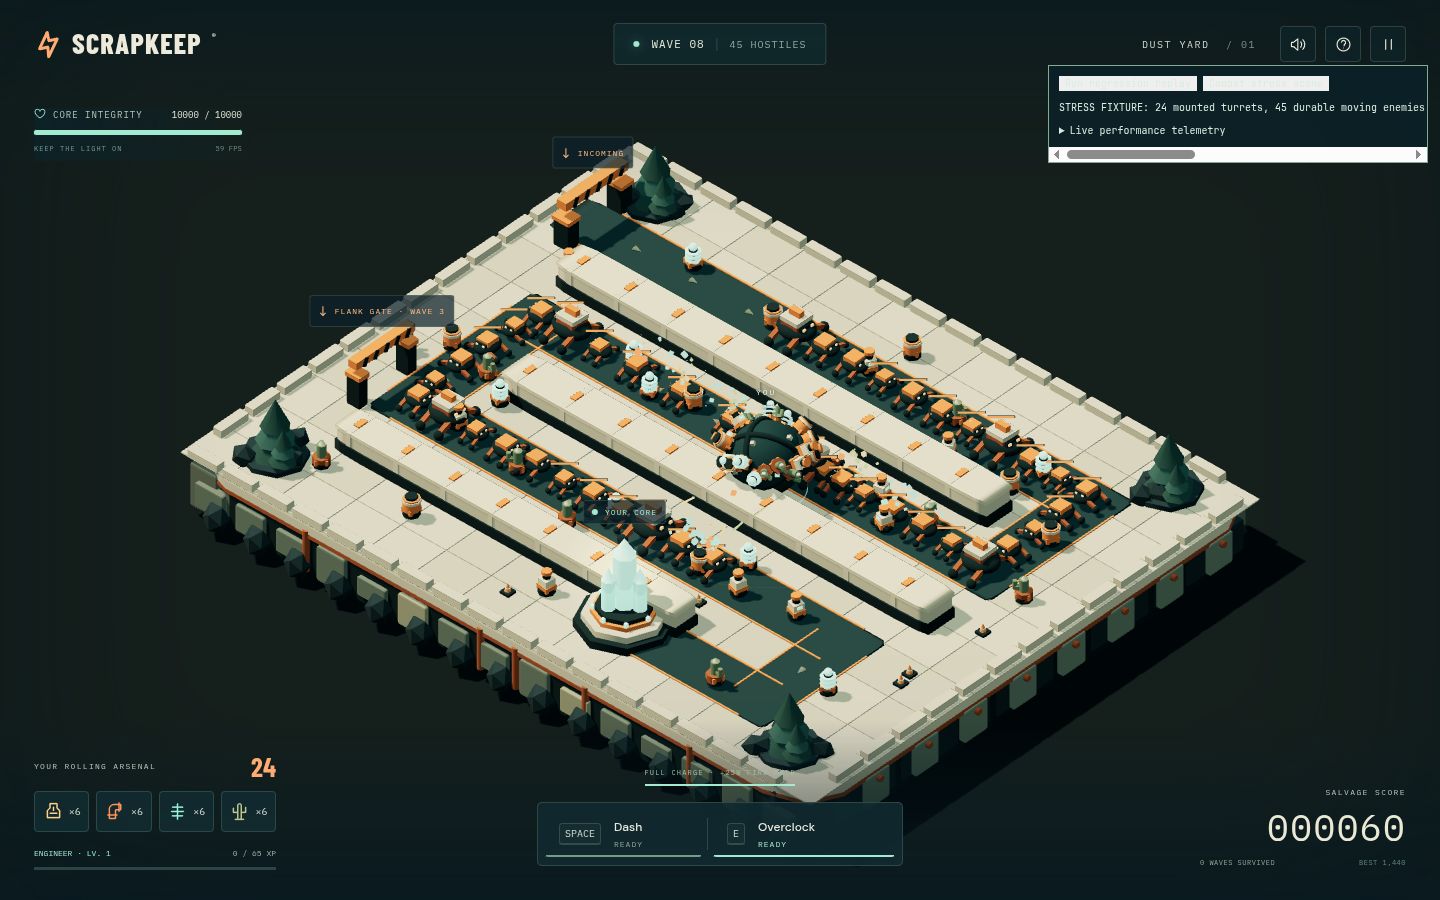 SCRAPKEEP
WAVE 08 45 HOSTILES
DUST YARD / 01
CORE INTEGRITY 10000 / 10000
KEEP THE LIGHT ON 59 FPS
STRESS FIXTURE: 24 mounted turrets, 45 durable moving enemies
Live performance telemetry
INCOMING
FLANK GATE · WAVE 3
YOU
YOUR CORE
YOUR ROLLING ARSENAL 24
×6 ×6 ×6 ×6
ENGINEER · LV. 1 0 / 65 XP
FULL CHARGE
SPACE Dash READY
E Overclock READY
SALVAGE SCORE
000060
0 WAVES SURVIVED BEST 1,440